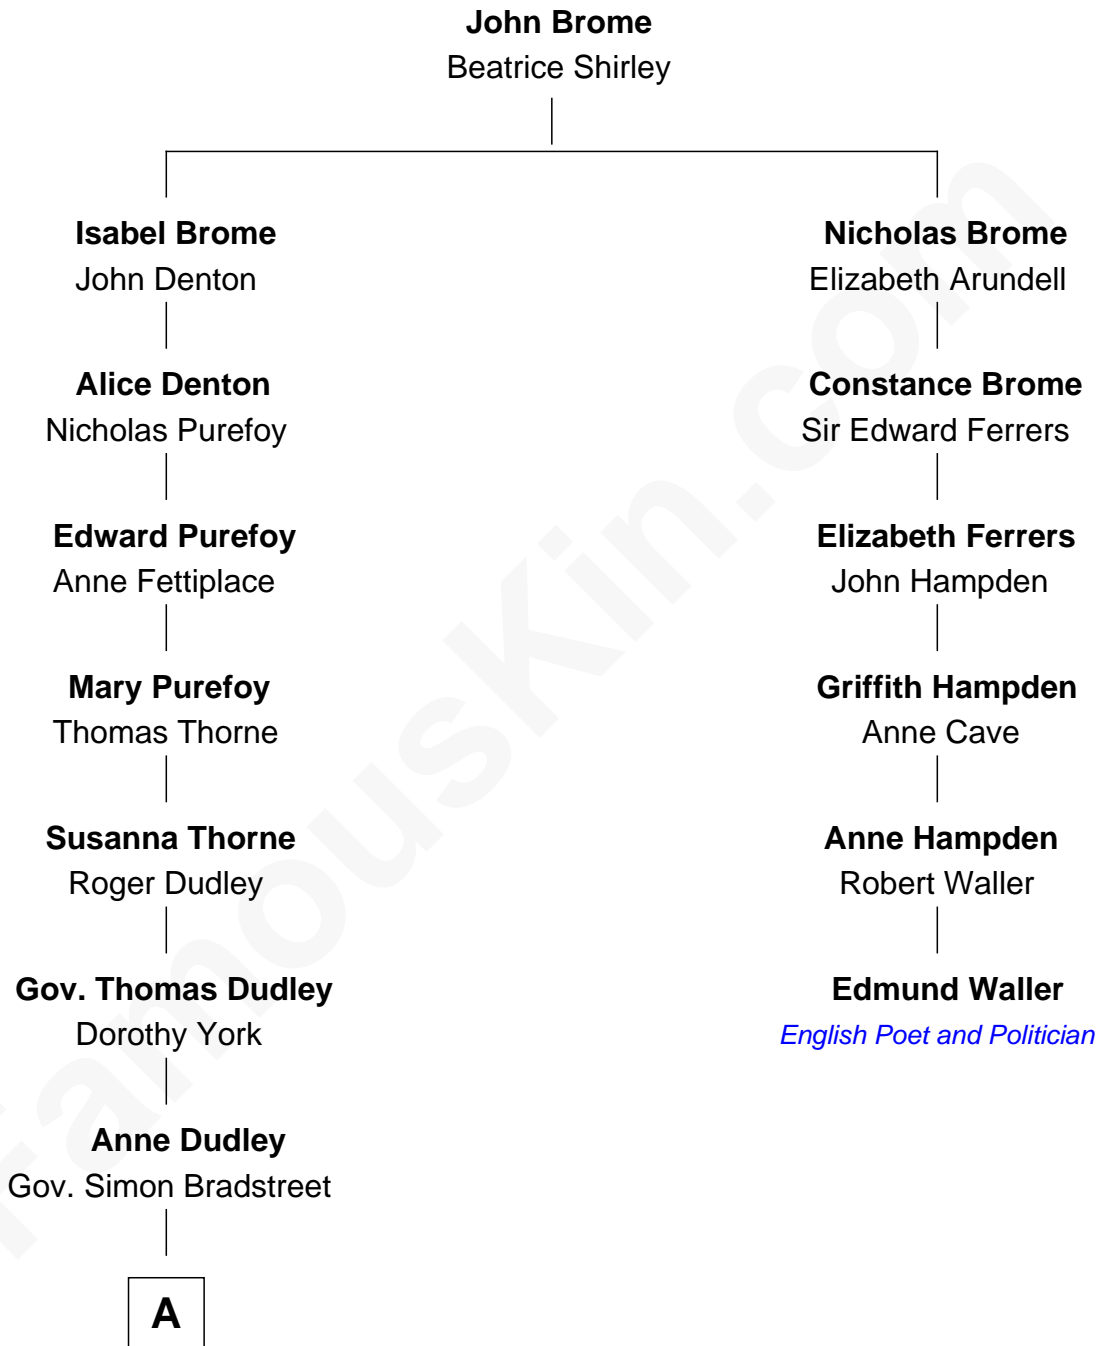 John Brome
Beatrice Shirley
Isabel Brome
John Denton
Nicholas Brome
Elizabeth Arundell
Alice Denton
Nicholas Purefoy
Constance Brome
Sir Edward Ferrers
Edward Purefoy
Anne Fettiplace
Elizabeth Ferrers
John Hampden
Mary Purefoy
Thomas Thorne
Griffith Hampden
Anne Cave
Susanna Thorne
Roger Dudley
Anne Hampden
Robert Waller
Gov. Thomas Dudley
Dorothy York
Edmund Waller
English Poet and Politician
Anne Dudley
Gov. Simon Bradstreet
A
FamousKin.com